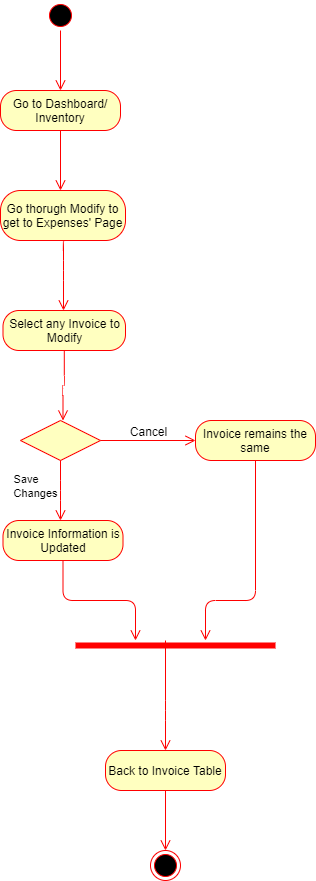 Go to Dashboard/
Inventory
Go thorugh Modify to
get to Expenses' Page
Select any Invoice to
Modify
Cancel
Invoice remains the
same
Save
Changes
Invoice Information is
Updated
Back to Invoice Table